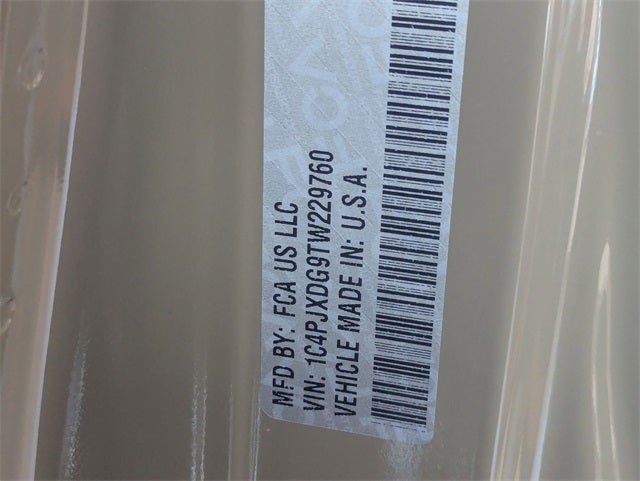 MFD BY: FCA US LLC
VIN: 1C4PJXDG9TW229760
VEHICLE MADE IN: U.S.A.